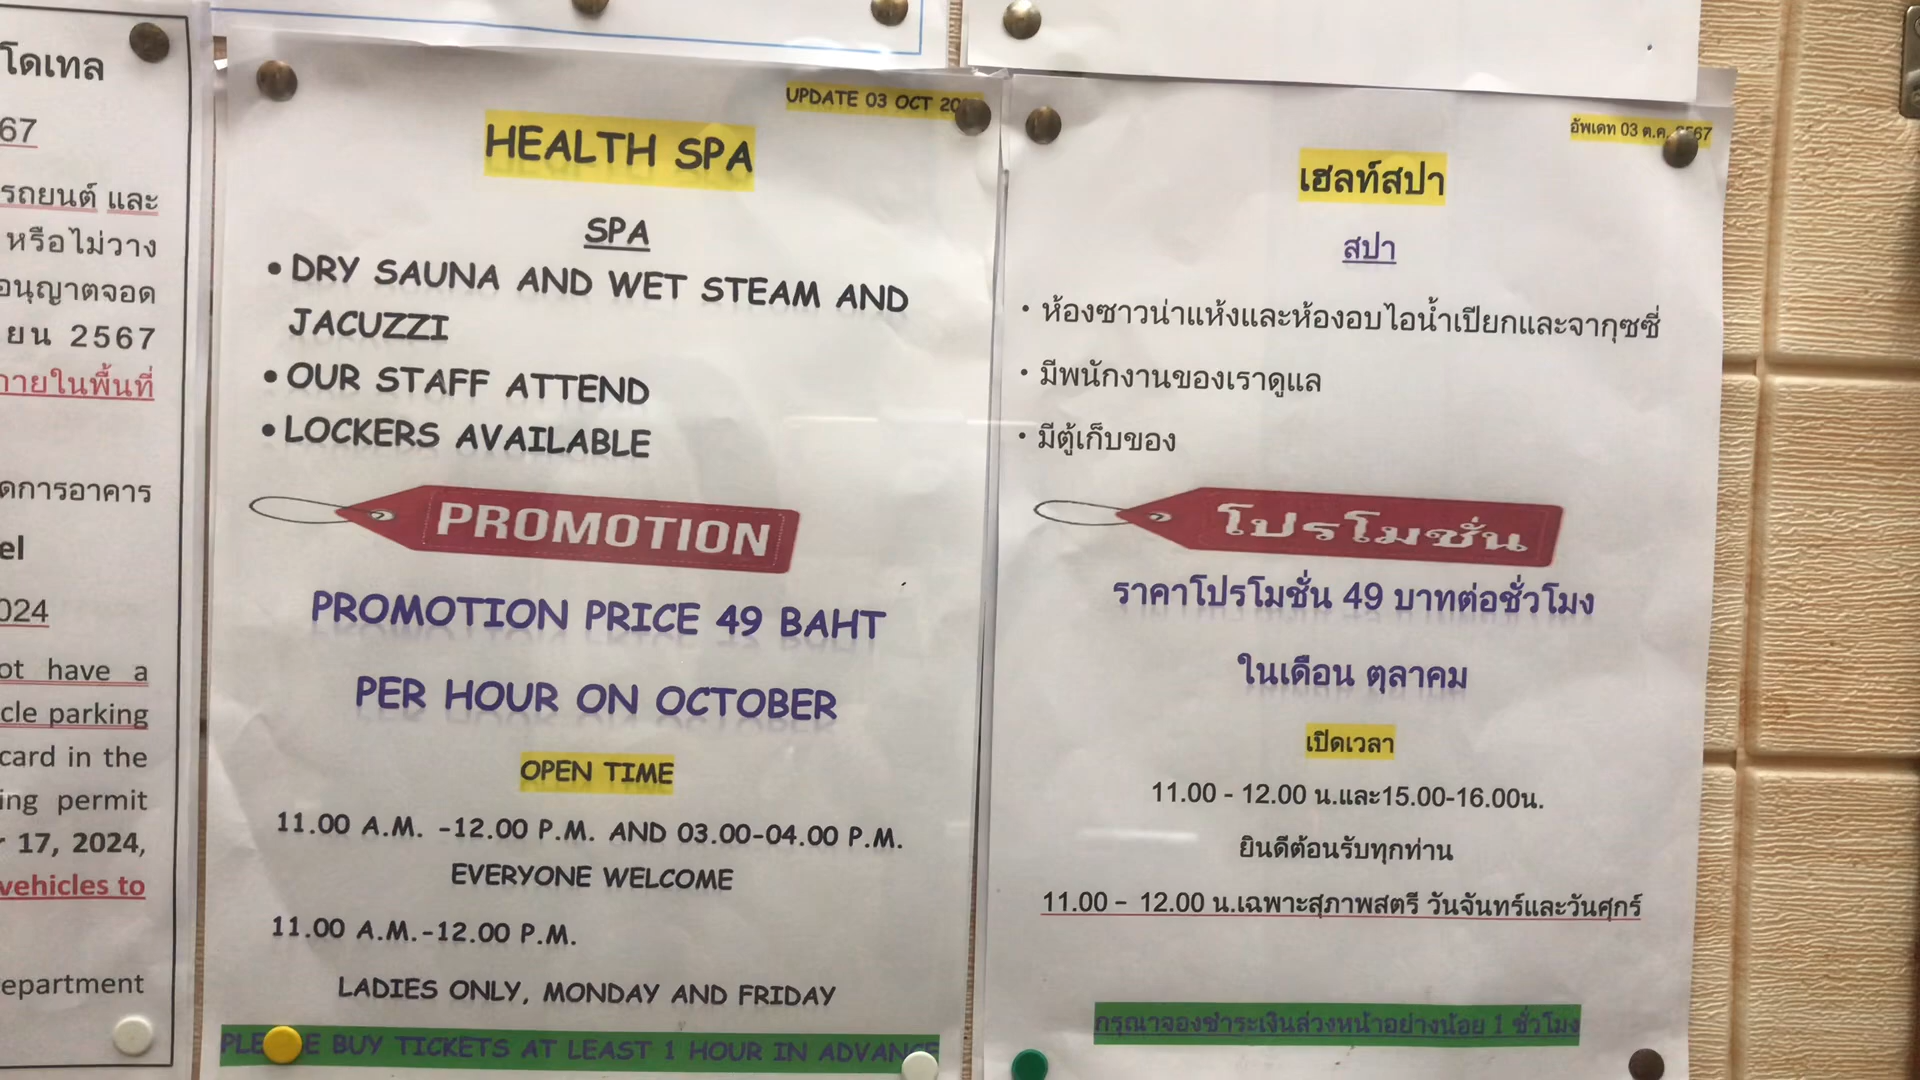 โดเทล
67
รถยนต์ และ
หรือไม่วาง
อนุญาตจอด
ยน 2567
ภายในพื้นที่
ดการอาคาร
el
024
ot have a
cle parking
card in the
ing permit
17, 2024,
vehicles to
epartment
UPDATE 03 OCT 20
HEALTH SPA
SPA
• DRY SAUNA AND WET STEAM AND
JACUZZI
• OUR STAFF ATTEND
• LOCKERS AVAILABLE
PROMOTION
PROMOTION PRICE 49 BAHT
PER HOUR ON OCTOBER
OPEN TIME
11.00 A.M. -12.00 P.M. AND 03.00-04.00 P.M.
EVERYONE WELCOME
11.00 A.M.-12.00 P.M.
LADIES ONLY, MONDAY AND FRIDAY
BUY TICKETS AT LEAST 1 HOUR IN ADVANCE
อัพเดท 03 ต.ค. 2567
เฮลท์สปา
สปา
• ห้องซาวน่าแห้งและห้องอบไอน้ำเปียกและจากุซซี่
• มีพนักงานของเราดูแล
• มีตู้เก็บของ
โปรโมชั่น
ราคาโปรโมชั่น 49 บาทต่อชั่วโมง
ในเดือน ตุลาคม
เปิดเวลา
11.00 - 12.00 น.และ15.00-16.00น.
ยินดีต้อนรับทุกท่าน
11.00 – 12.00 น.เฉพาะสุภาพสตรี วันจันทร์และวันศุกร์
กรุณาจองชำระเงินล่วงหน้าอย่างน้อย 1 ชั่วโมง